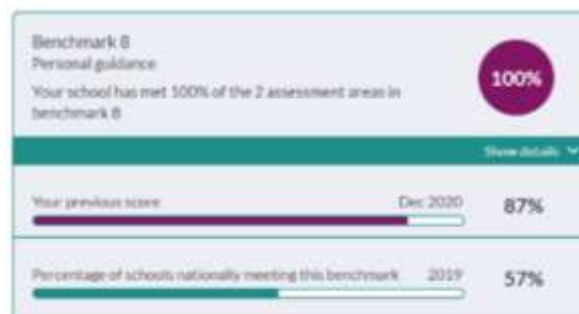 Benchmark 8
Personal guidance
Your school has met 100% of the 2 assessment areas in
benchmark 8
100%
Show details
Your previous score Dec 2020 87%
Percentage of schools nationally meeting this benchmark 2019 57%